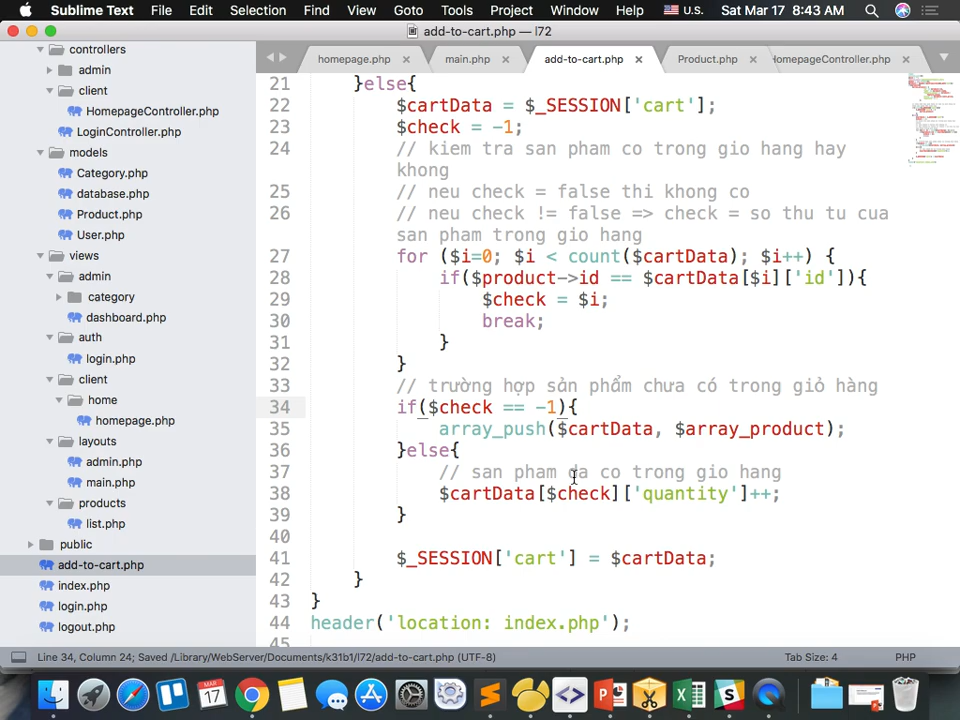 Sublime Text File Edit Selection Find View Goto Tools Project Window Help U.S. Sat Mar 17 8:43 AM
add-to-cart.php — l72
controllers
admin
client
HomepageController.php
LoginController.php
models
Category.php
database.php
Product.php
User.php
views
admin
category
dashboard.php
auth
login.php
client
home
homepage.php
layouts
admin.php
main.php
products
list.php
public
add-to-cart.php
index.php
login.php
logout.php
homepage.php × main.php × add-to-cart.php × Product.php × HomepageController.php ×
21 }else{
22 $cartData = $_SESSION['cart'];
23 $check = -1;
24 // kiem tra san pham co trong gio hang hay
khong
25 // neu check = false thi khong co
26 // neu check != false => check = so thu tu cua
san pham trong gio hang
27 for ($i=0; $i < count($cartData); $i++) {
28 if($product->id == $cartData[$i]['id']){
29 $check = $i;
30 break;
31 }
32 }
33 // trường hợp sản phẩm chưa có trong giỏ hàng
34 if($check == -1){
35 array_push($cartData, $array_product);
36 }else{
37 // san pham da co trong gio hang
38 $cartData[$check]['quantity']++;
39 }
40
41 $_SESSION['cart'] = $cartData;
42 }
43 }
44 header('location: index.php');
45
Line 34, Column 24; Saved /Library/WebServer/Documents/k31b1/l72/add-to-cart.php (UTF-8) Tab Size: 4 PHP
17